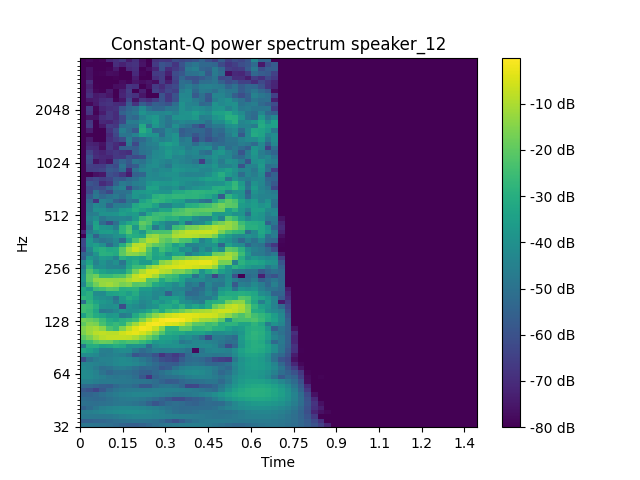 Constant-Q power spectrum speaker_12
Hz
2048
1024
512
256
128
64
32
0 0.15 0.3 0.45 0.6 0.75 0.9 1.1 1.2 1.4
Time
-10 dB
-20 dB
-30 dB
-40 dB
-50 dB
-60 dB
-70 dB
-80 dB